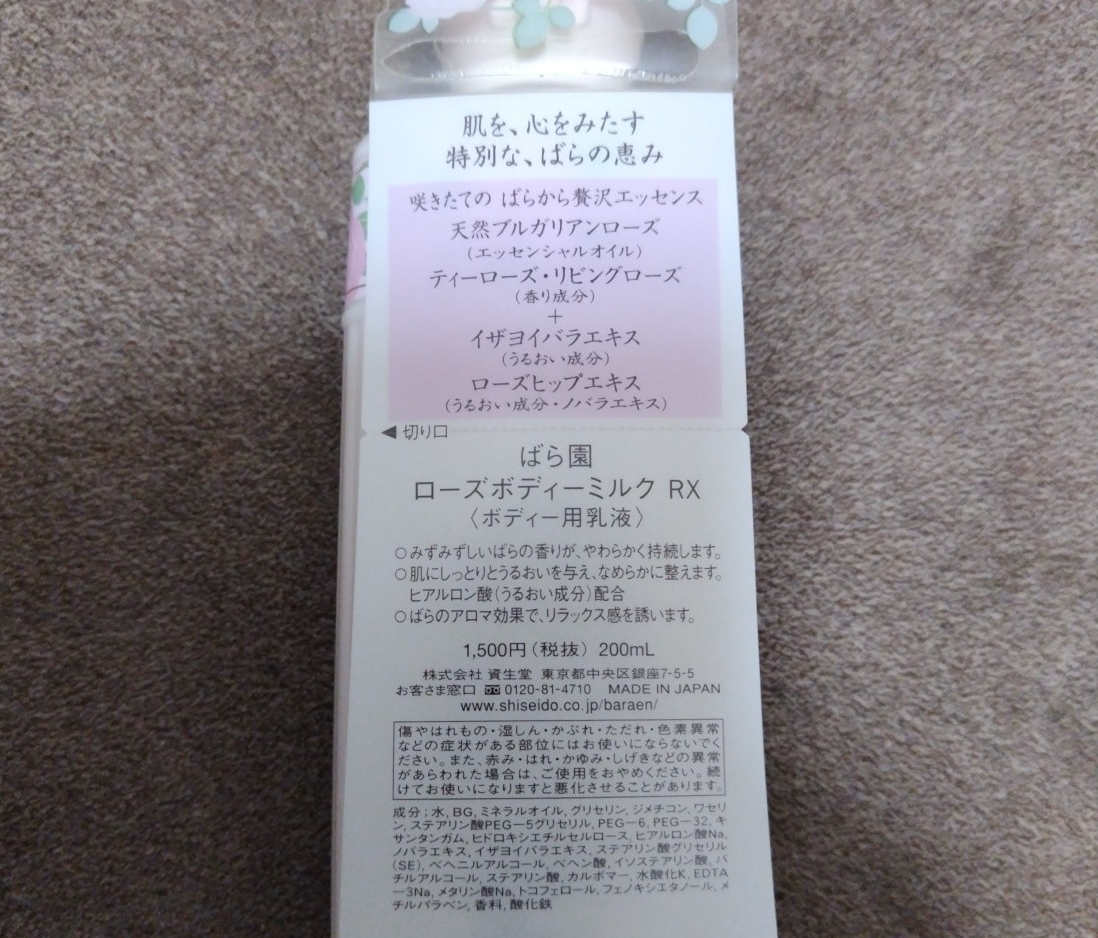 肌を、心をみたす
特別な、ばらの恵み
咲きたての ばらから贅沢エッセンス
天然ブルガリアンローズ
(エッセンシャルオイル)
ティーローズ・リビングローズ
(香り成分)
+
イザヨイバラエキス
(うるおい成分)
ローズヒップエキス
(うるおい成分・ノバラエキス)
◀ 切り口
ばら園
ローズボディーミルク RX
〈ボディー用乳液〉
○みずみずしいばらの香りが、やわらかく持続します。
○肌にしっとりとうるおいを与え、なめらかに整えます。
ヒアルロン酸(うるおい成分)配合
○ばらのアロマ効果で、リラックス感を誘います。
1,500円(税抜) 200mL
株式会社 資生堂 東京都中央区銀座7-5-5
お客さま窓口 0120-81-4710 MADE IN JAPAN
www.shiseido.co.jp/baraen/
傷やはれもの・湿しん・かぶれ・ただれ・色素異常
などの症状がある部位にはお使いにならないでく
ださい。また、赤み・はれ・かゆみ・しげきなどの異常
があらわれた場合は、ご使用をおやめください。続
けてお使いになりますと悪化させることがあります。
成分;水, BG, ミネラルオイル, グリセリン, ジメチコン, ワセリ
ン, ステアリン酸PEG―5グリセリル, PEG―6, PEG―32, キ
サンタンガム, ヒドロキシエチルセルロース, ヒアルロン酸Na,
ノバラエキス, イザヨイバラエキス, ステアリン酸グリセリル
(SE), ベヘニルアルコール, ベヘン酸, イソステアリン酸, バ
チルアルコール, ステアリン酸, カルボマー, 水酸化K, EDTA
―3Na, メタリン酸Na, トコフェロール, フェノキシエタノール, メ
チルパラベン, 香料, 酸化鉄